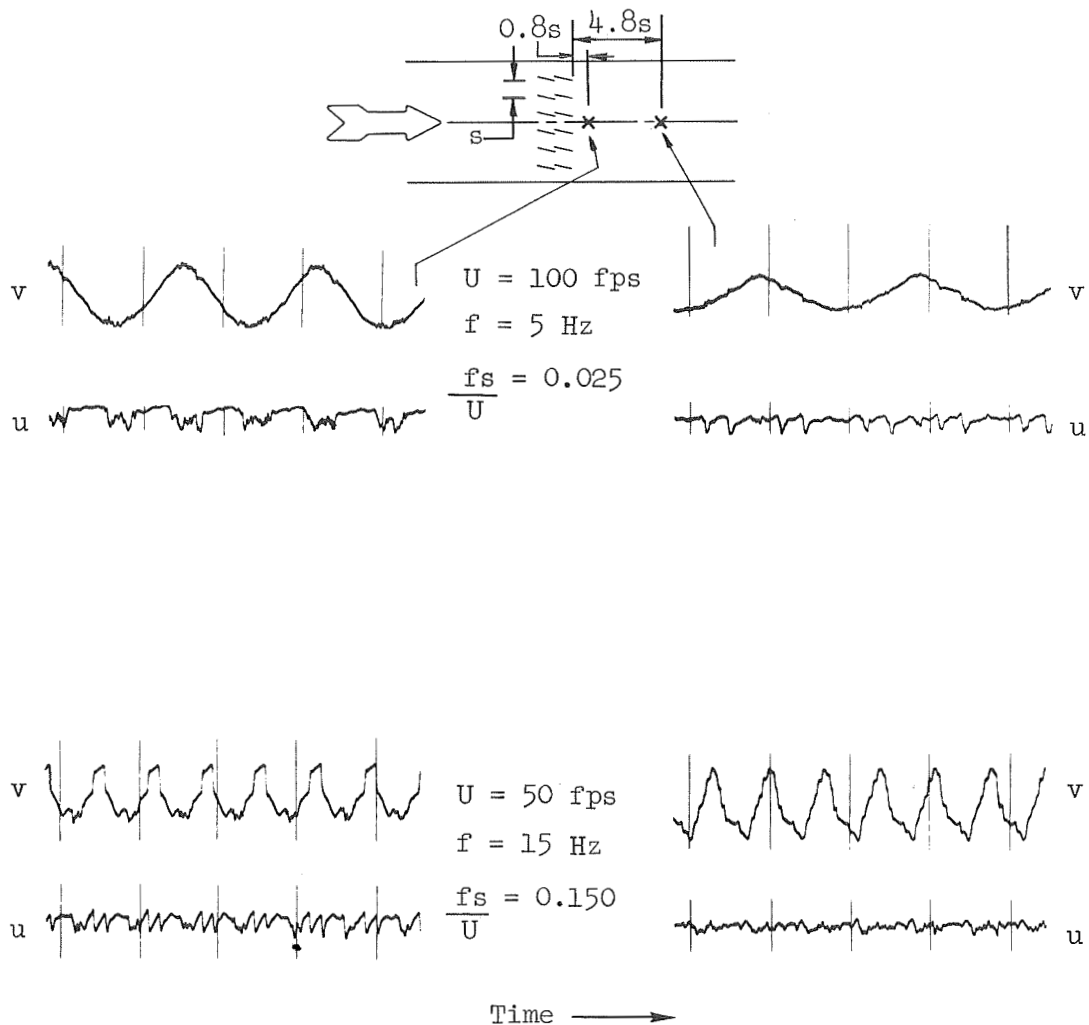 0.8s
4.8s
s
v
U = 100 fps
v
f = 5 Hz
fs/U = 0.025
u
u
v
U = 50 fps
v
f = 15 Hz
fs/U = 0.150
u
u
Time